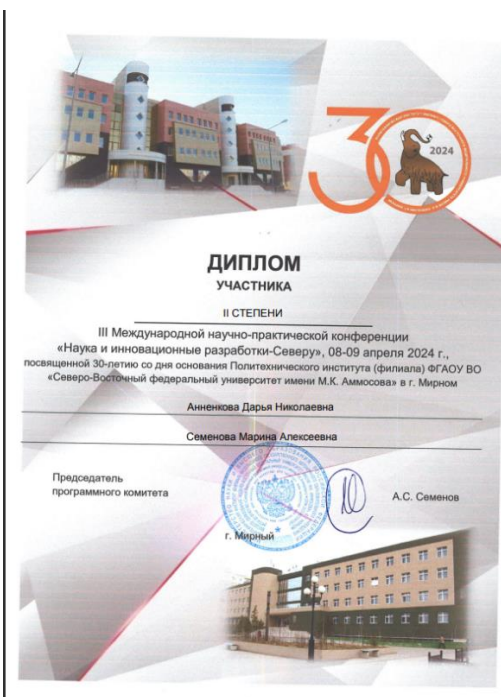 30
2024
ДИПЛОМ
УЧАСТНИКА
II СТЕПЕНИ
III Международной научно-практической конференции
«Наука и инновационные разработки-Северу», 08-09 апреля 2024 г.,
посвященной 30-летию со дня основания Политехнического института (филиала) ФГАОУ ВО
«Северо-Восточный федеральный университет имени М.К. Аммосова» в г. Мирном
Анненкова Дарья Николаевна
Семенова Марина Алексеевна
Председатель
программного комитета
А.С. Семенов
г. Мирный